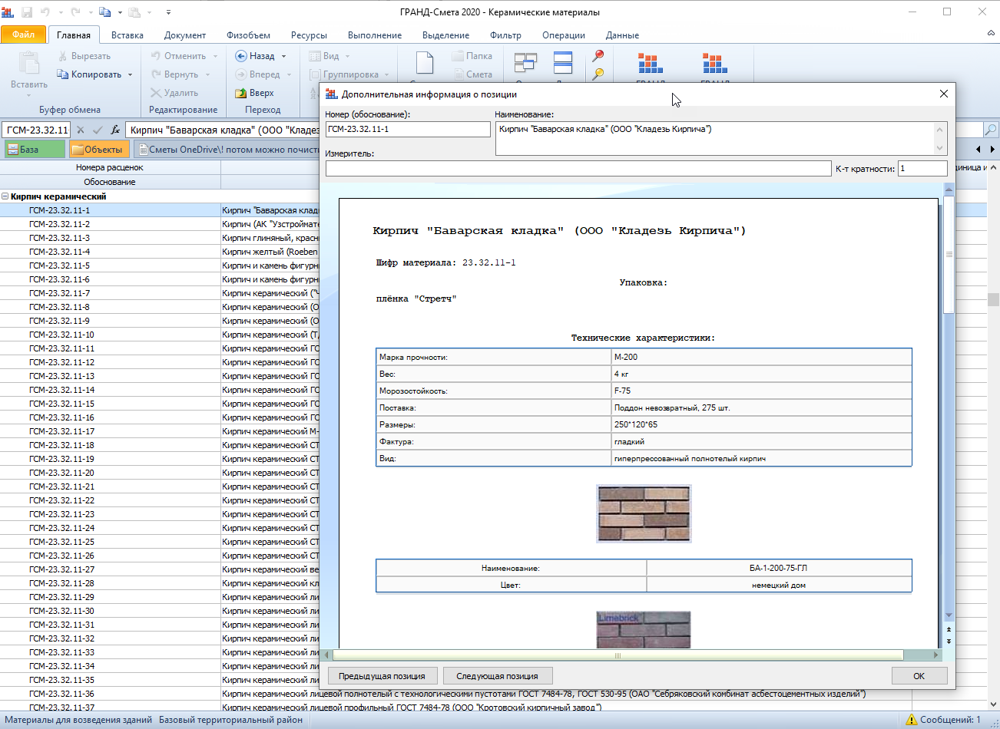 ГРАНД-Смета 2020 - Керамические материалы
Файл Главная Вставка Документ Физобъем Ресурсы Выполнение Выделение Фильтр Операции Данные
Вставить
Вырезать
Копировать
Буфер обмена
Отменить
Вернуть
Удалить
Редактирование
Назад
Вперед
Вверх
Переход
Вид
Группировка
Папка
Смета
ГСМ-23.32.11 fx Кирпич "Баварская кладка" (ООО "Кладез
База Объекты Сметы OneDrive\! потом можно почисти
Номера расценок
Обоснование
Кирпич керамический
ГСМ-23.32.11-1 Кирпич "Баварская клад
ГСМ-23.32.11-2 Кирпич (АК "Узстроймате
ГСМ-23.32.11-3 Кирпич глиняный, красн
ГСМ-23.32.11-4 Кирпич желтый (Roeben
ГСМ-23.32.11-5 Кирпич и камень фигурн
ГСМ-23.32.11-6 Кирпич и камень фигурн
ГСМ-23.32.11-7 Кирпич керамический ("Ч
ГСМ-23.32.11-8 Кирпич керамический (О
ГСМ-23.32.11-9 Кирпич керамический (О
ГСМ-23.32.11-10 Кирпич керамический (Т
ГСМ-23.32.11-11 Кирпич керамический ГС
ГСМ-23.32.11-12 Кирпич керамический ГС
ГСМ-23.32.11-13 Кирпич керамический ГС
ГСМ-23.32.11-14 Кирпич керамический ГС
ГСМ-23.32.11-15 Кирпич керамический ГС
ГСМ-23.32.11-16 Кирпич керамический ГС
ГСМ-23.32.11-17 Кирпич керамический М-
ГСМ-23.32.11-18 Кирпич керамический СТ
ГСМ-23.32.11-19 Кирпич керамический СТ
ГСМ-23.32.11-20 Кирпич керамический СТ
ГСМ-23.32.11-21 Кирпич керамический СТ
ГСМ-23.32.11-22 Кирпич керамический СТ
ГСМ-23.32.11-23 Кирпич керамический СТ
ГСМ-23.32.11-24 Кирпич керамический СТ
ГСМ-23.32.11-25 Кирпич керамический СТ
ГСМ-23.32.11-26 Кирпич керамический СТ
ГСМ-23.32.11-27 Кирпич керамический ве
ГСМ-23.32.11-28 Кирпич керамический кл
ГСМ-23.32.11-29 Кирпич керамический ли
ГСМ-23.32.11-30 Кирпич керамический ли
ГСМ-23.32.11-31 Кирпич керамический ли
ГСМ-23.32.11-32 Кирпич керамический ли
ГСМ-23.32.11-33 Кирпич керамический ли
ГСМ-23.32.11-34 Кирпич керамический ли
ГСМ-23.32.11-35 Кирпич керамический ли
ГСМ-23.32.11-36 Кирпич керамический лицевой полнотелый с технологическими пустотами ГОСТ 7484-78, ГОСТ 530-95 (ОАО "Себряковский комбинат асбестоцементных изделий")
ГСМ-23.32.11-37 Кирпич керамический лицевой профильный ГОСТ 7484-78 (ООО "Кротовский кирпичный завод")
Дополнительная информация о позиции
Номер (обоснование): Наименование:
ГСМ-23.32.11-1 Кирпич "Баварская кладка" (ООО "Кладезь Кирпича")
Измеритель:
К-т кратности: 1
Кирпич "Баварская кладка" (ООО "Кладезь Кирпича")
Шифр материала: 23.32.11-1
Упаковка:
плёнка "Стретч"
Технические характеристики:
Марка прочности: М-200
Вес: 4 кг
Морозостойкость: F-75
Поставка: Поддон невозвратный, 275 шт.
Размеры: 250*120*65
Фактура: гладкий
Вид: гиперпрессованный полнотелый кирпич
Наименование: БА-1-200-75-ГЛ
Цвет: немецкий дом
Limebrick
Предыдущая позиция Следующая позиция ОК
Материалы для возведения зданий Базовый территориальный район Сообщений: 1